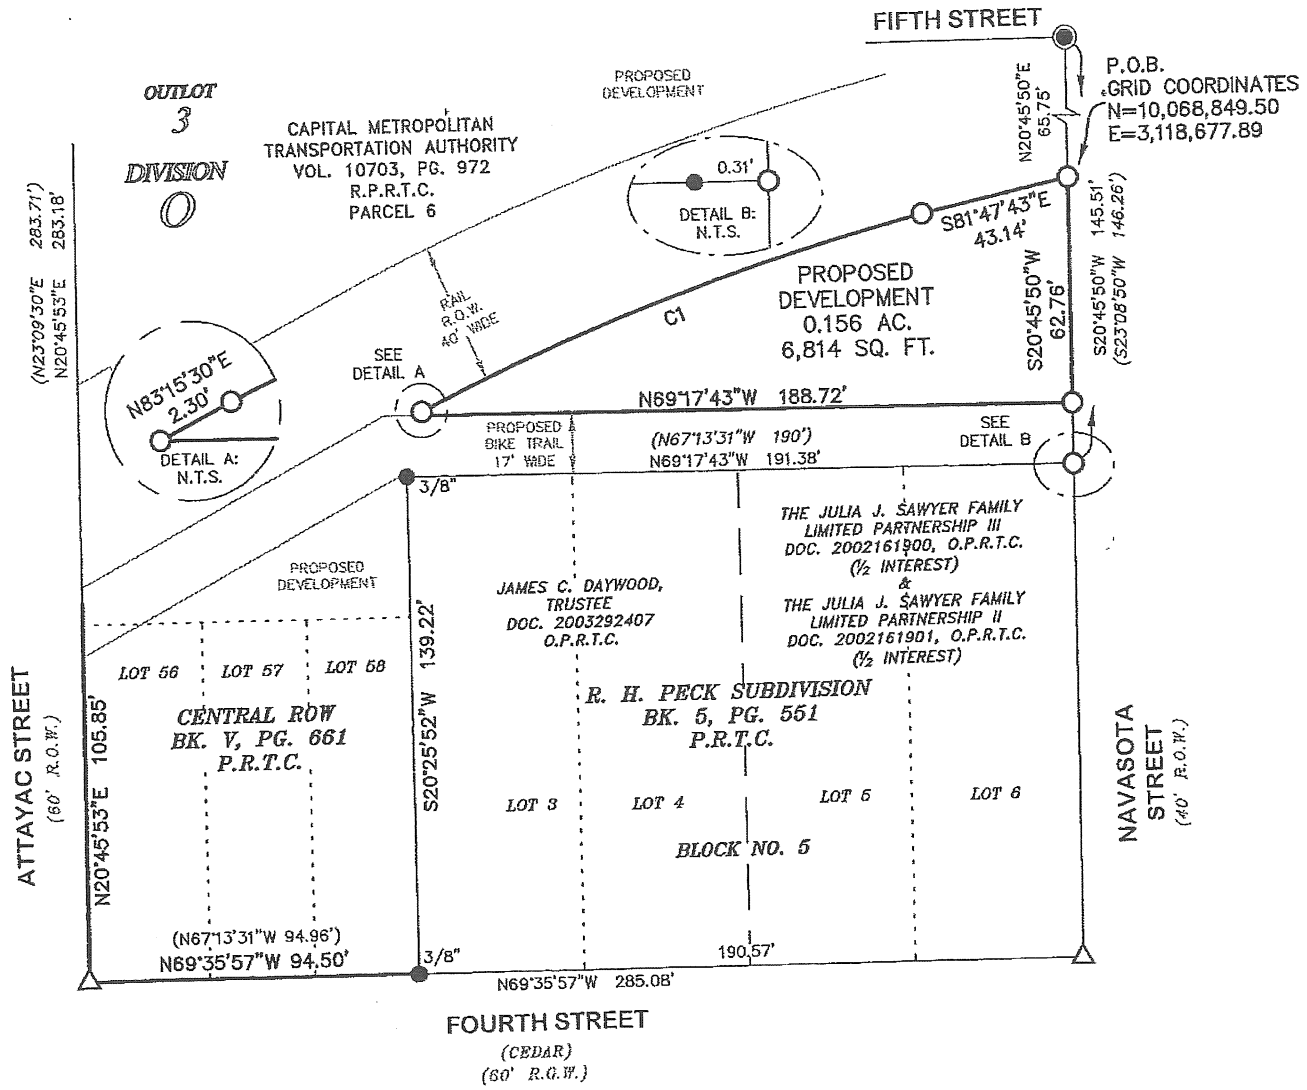 FIFTH STREET
P.O.B.
GRID COORDINATES
N=10,068,849.50
E=3,118,677.89
N20°45'50"E
65.75'
PROPOSED
DEVELOPMENT
OUTLOT
3
DIVISION
O
CAPITAL METROPOLITAN
TRANSPORTATION AUTHORITY
VOL. 10703, PG. 972
R.P.R.T.C.
PARCEL 6
0.31'
DETAIL B:
N.T.S.
S81°47'43"E
43.14'
(N23°09'30"E 283.71')
N20°45'53"E 283.18'
RAIL
R.O.W.
40' WIDE
C1
PROPOSED
DEVELOPMENT
0.156 AC.
6,814 SQ. FT.
S20°45'50"W
62.76'
S20°45'50"W 145.51'
(S23°08'50"W 146.26')
N83°15'30"E
2.30'
DETAIL A:
N.T.S.
SEE
DETAIL A
N69°17'43"W 188.72'
PROPOSED
BIKE TRAIL
17' WIDE
(N67°13'31"W 190')
N69°17'43"W 191.38'
SEE
DETAIL B
3/8"
THE JULIA J. SAWYER FAMILY
LIMITED PARTNERSHIP III
DOC. 2002161900, O.P.R.T.C.
(½ INTEREST)
&
THE JULIA J. SAWYER FAMILY
LIMITED PARTNERSHIP II
DOC. 2002161901, O.P.R.T.C.
(½ INTEREST)
PROPOSED
DEVELOPMENT
JAMES C. DAYWOOD,
TRUSTEE
DOC. 2003292407
O.P.R.T.C.
S20°25'52"W 139.22'
LOT 56
LOT 57
LOT 58
CENTRAL ROW
BK. V, PG. 661
P.R.T.C.
R. H. PECK SUBDIVISION
BK. 5, PG. 551
P.R.T.C.
ATTAYAC STREET
(60' R.O.W.)
N20°45'53"E 105.85'
NAVASOTA
STREET
(40' R.O.W.)
LOT 3
LOT 4
LOT 5
LOT 6
BLOCK NO. 5
(N67°13'31"W 94.96')
N69°35'57"W 94.50'
3/8"
190.57'
N69°35'57"W 285.08'
FOURTH STREET
(CEDAR)
(60' R.O.W.)